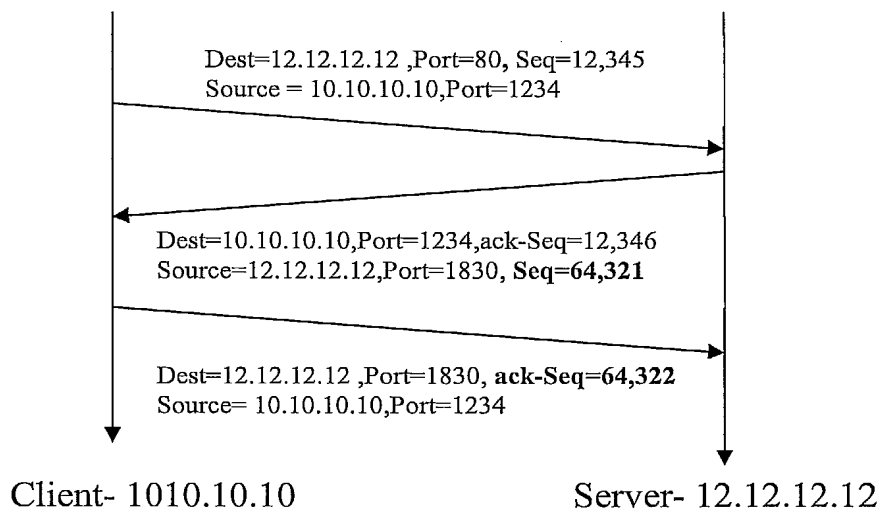 Dest=12.12.12.12 ,Port=80, Seq=12,345
Source = 10.10.10.10,Port=1234
Dest=10.10.10.10,Port=1234,ack-Seq=12,346
Source=12.12.12.12,Port=1830, Seq=64,321
Dest=12.12.12.12 ,Port=1830, ack-Seq=64,322
Source= 10.10.10.10,Port=1234
Client- 1010.10.10
Server- 12.12.12.12